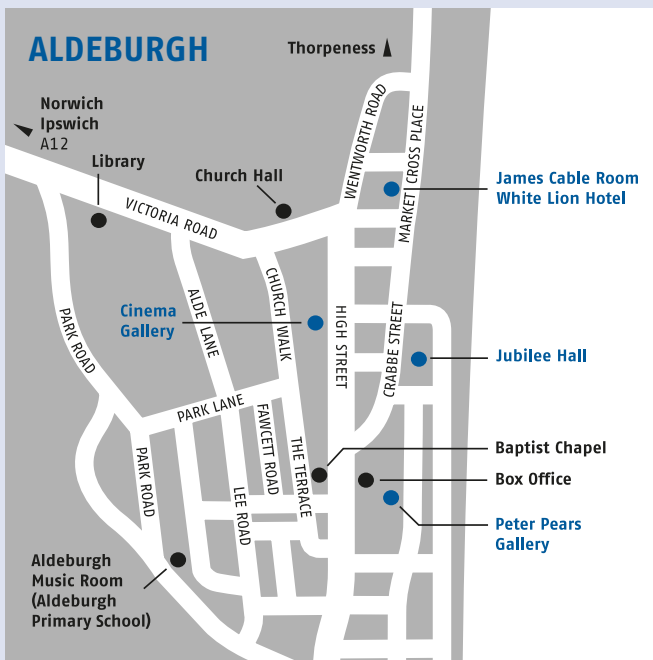 ALDEBURGH
Thorpeness
Norwich
Ipswich
A12
Library
Church Hall
WENTWORTH ROAD
MARKET CROSS PLACE
James Cable Room
White Lion Hotel
VICTORIA ROAD
PARK ROAD
ALDE LANE
CHURCH WALK
Cinema
Gallery
HIGH STREET
CRABBE STREET
Jubilee Hall
PARK LANE
FAWCETT ROAD
THE TERRACE
PARK ROAD
LEE ROAD
Baptist Chapel
Box Office
Peter Pears
Gallery
Aldeburgh
Music Room
(Aldeburgh
Primary School)